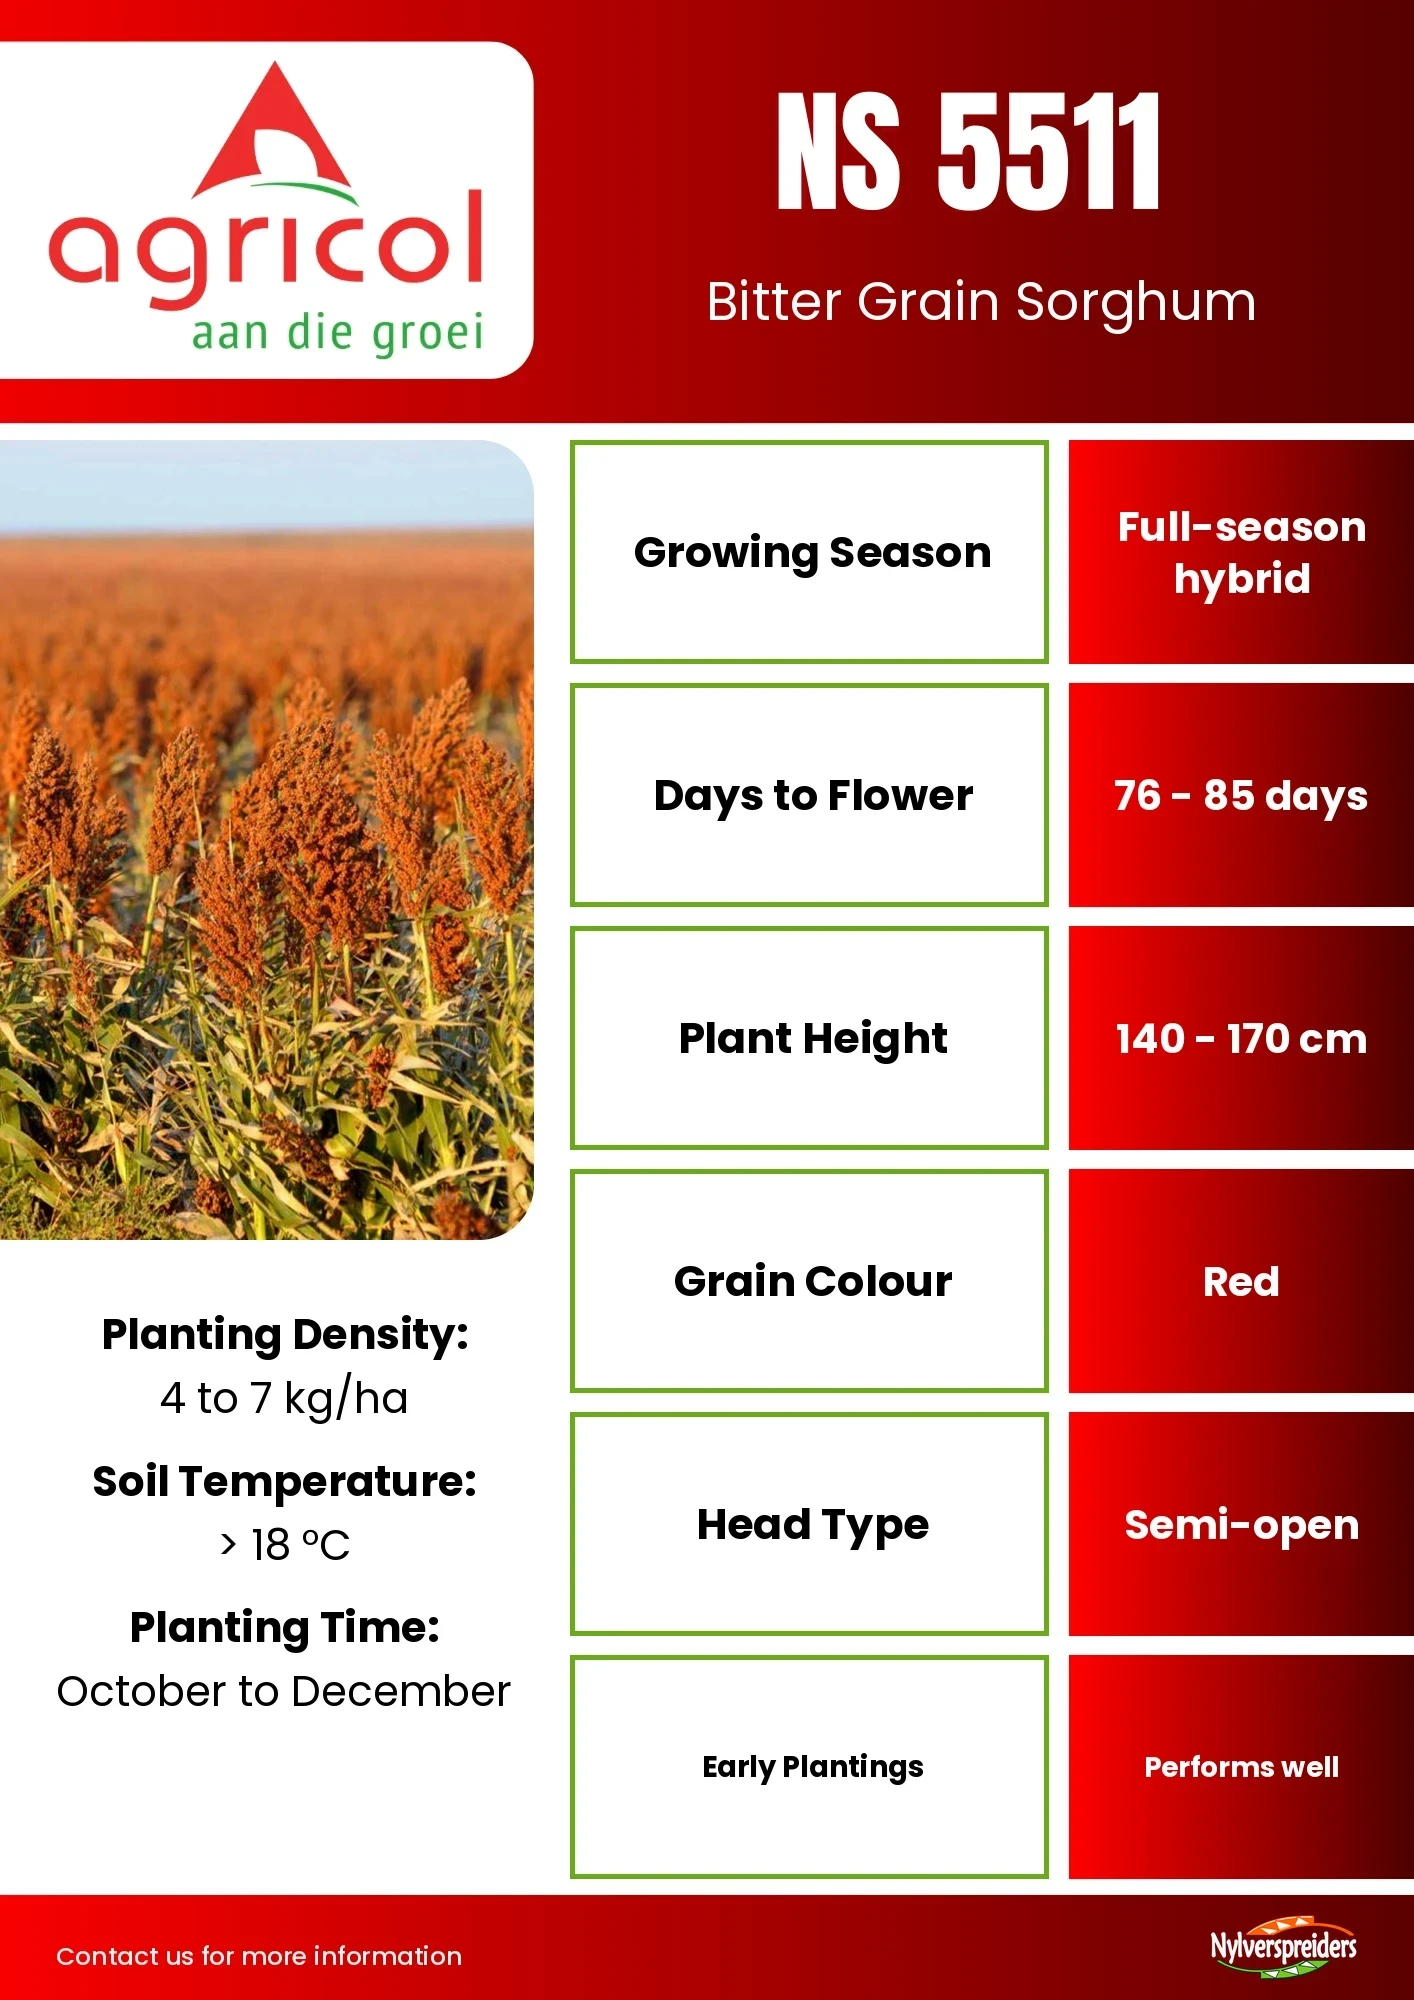 agricol
aan die groei
NS 5511
Bitter Grain Sorghum
Growing Season
Full-season
hybrid
Days to Flower
76 - 85 days
Plant Height
140 - 170 cm
Grain Colour
Red
Head Type
Semi-open
Early Plantings
Performs well
Planting Density:
4 to 7 kg/ha
Soil Temperature:
> 18 °C
Planting Time:
October to December
Contact us for more information
Nylverspreiders